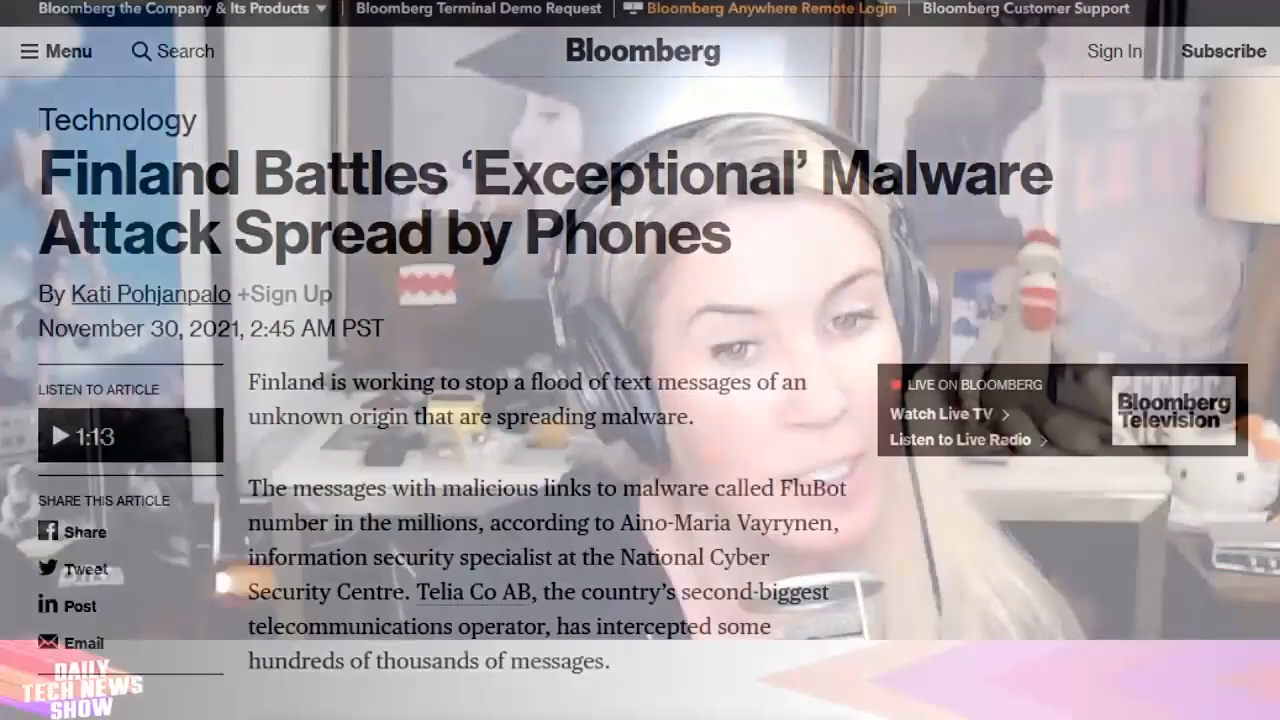 Bloomberg the Company & Its Products
Bloomberg Terminal Demo Request
Bloomberg Anywhere Remote Login
Bloomberg Customer Support
Menu
Search
Bloomberg
Sign In
Subscribe
Technology
Finland Battles ‘Exceptional’ Malware
Attack Spread by Phones
By Kati Pohjanpalo +Sign Up
November 30, 2021, 2:45 AM PST
LISTEN TO ARTICLE
1:13
SHARE THIS ARTICLE
Share
Tweet
Post
Email
Finland is working to stop a flood of text messages of an
unknown origin that are spreading malware.
The messages with malicious links to malware called FluBot
number in the millions, according to Aino-Maria Vayrynen,
information security specialist at the National Cyber
Security Centre. Telia Co AB, the country’s second-biggest
telecommunications operator, has intercepted some
hundreds of thousands of messages.
LIVE ON BLOOMBERG
Watch Live TV
Listen to Live Radio
Bloomberg
Television
DAILY
TECH NEWS
SHOW